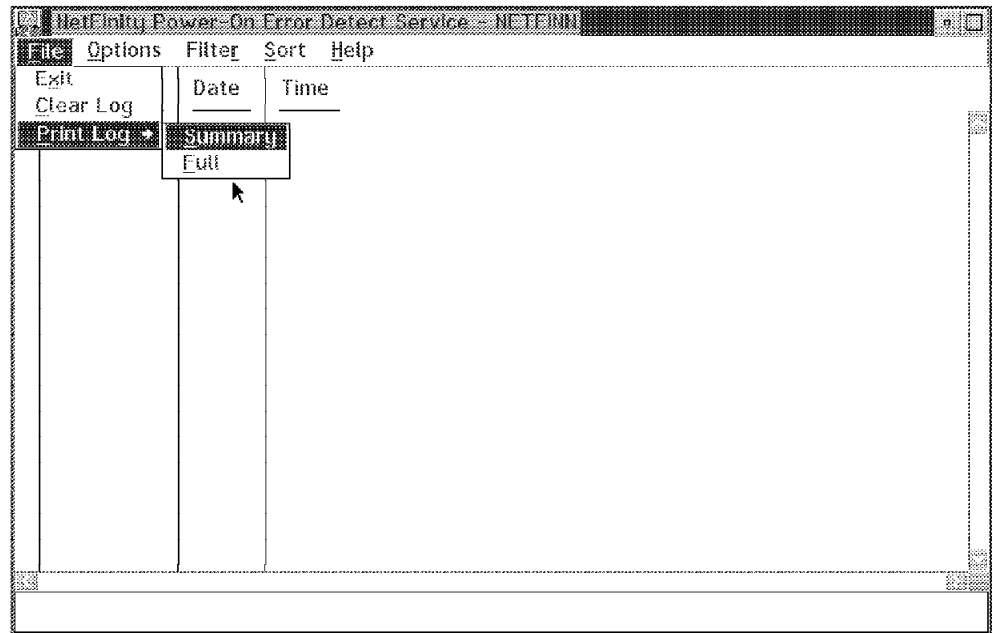 NetFinity Power-On Error Detect Service - NETFINN
File Options Filter Sort Help
Exit
Clear Log
Print Log
Summary
Full
Date Time